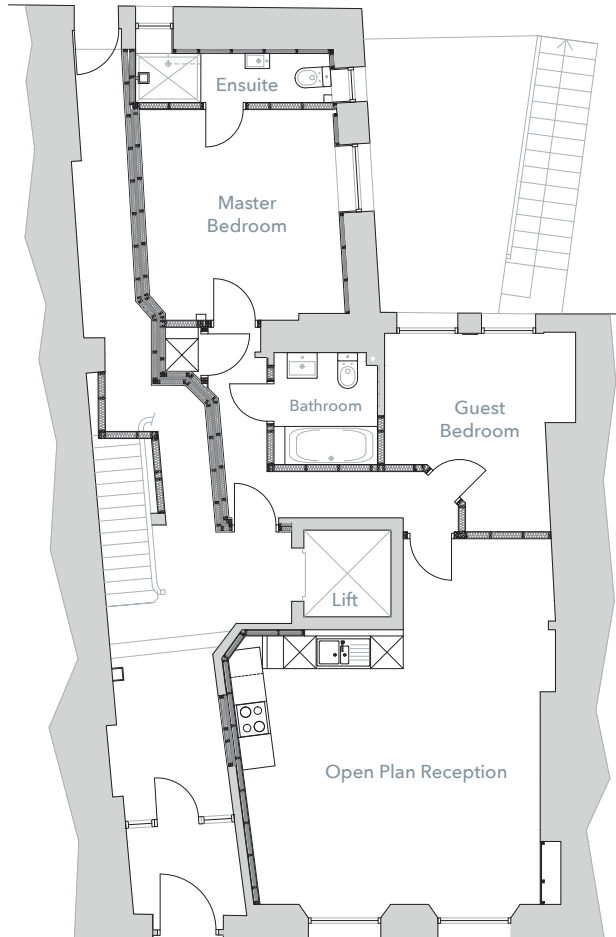 Ensuite
Master
Bedroom
Bathroom
Guest
Bedroom
Lift
Open Plan Reception